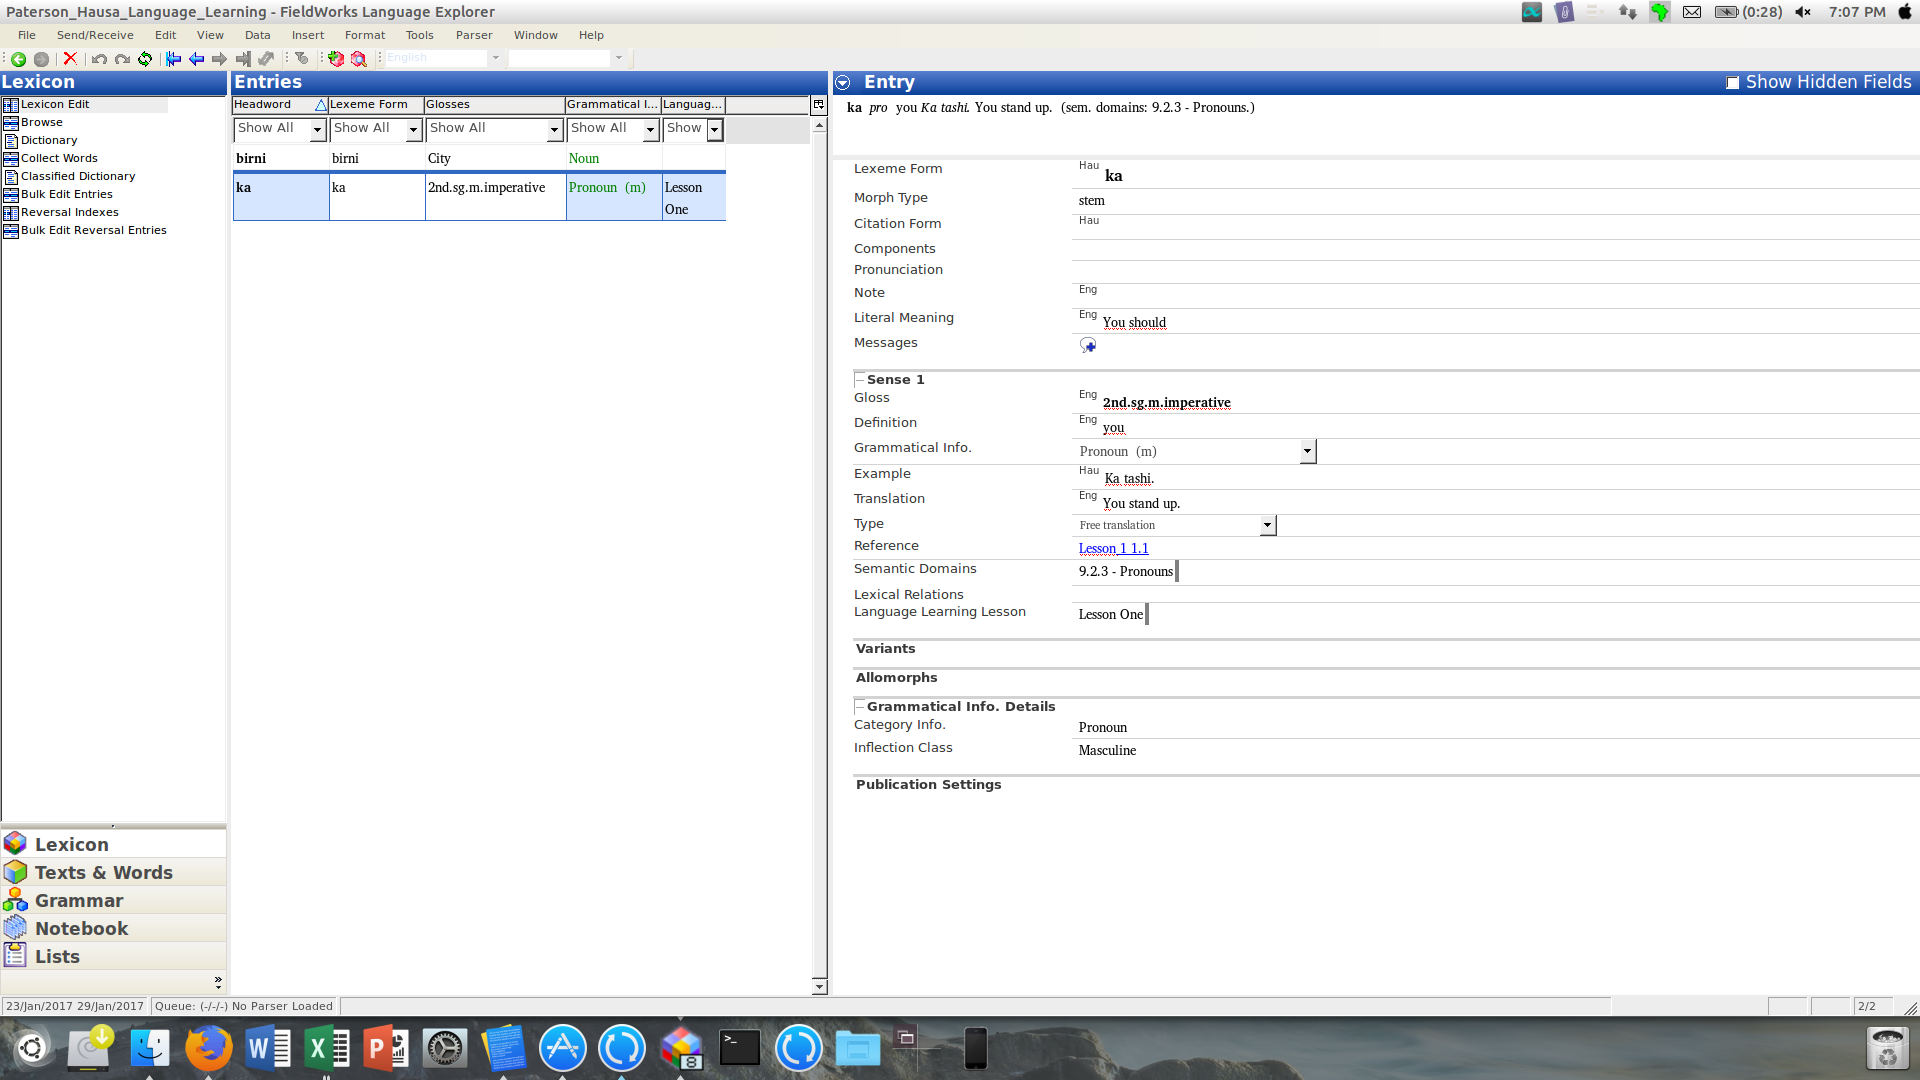 Paterson_Hausa_Language_Learning - FieldWorks Language Explorer
(0:28) 7:07 PM
File Send/Receive Edit View Data Insert Format Tools Parser Window Help
English
Lexicon
Lexicon Edit
Browse
Dictionary
Collect Words
Classified Dictionary
Bulk Edit Entries
Reversal Indexes
Bulk Edit Reversal Entries
Lexicon
Texts & Words
Grammar
Notebook
Lists
Entries
Headword Lexeme Form Glosses Grammatical I... Languag...
Show All Show All Show All Show All Show
birni birni City Noun
ka ka 2nd.sg.m.imperative Pronoun (m) Lesson
One
Entry Show Hidden Fields
ka pro you Ka tashi. You stand up. (sem. domains: 9.2.3 - Pronouns.)
Lexeme Form Hau ka
Morph Type stem
Citation Form Hau
Components
Pronunciation
Note Eng
Literal Meaning Eng You should
Messages
Sense 1
Gloss Eng 2nd.sg.m.imperative
Definition Eng you
Grammatical Info. Pronoun (m)
Example Hau Ka tashi.
Translation Eng You stand up.
Type Free translation
Reference Lesson 1 1.1
Semantic Domains 9.2.3 - Pronouns
Lexical Relations
Language Learning Lesson Lesson One
Variants
Allomorphs
Grammatical Info. Details
Category Info. Pronoun
Inflection Class Masculine
Publication Settings
23/Jan/2017 29/Jan/2017 Queue: (-/-/-) No Parser Loaded 2/2
W X P 8 >_